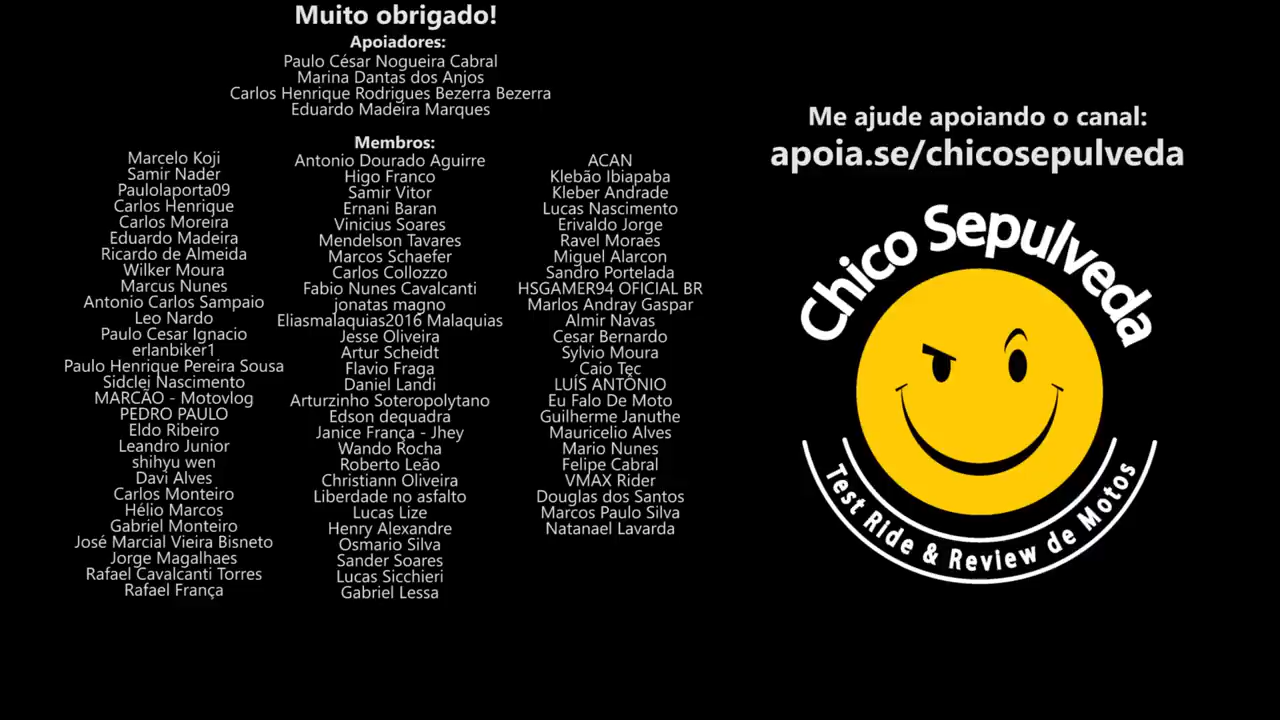 Muito obrigado!
Apoiadores:
Paulo César Nogueira Cabral
Marina Dantas dos Anjos
Carlos Henrique Rodrigues Bezerra Bezerra
Eduardo Madeira Marques
Membros:
Marcelo Koji
Samir Nader
Paulolaporta09
Carlos Henrique
Carlos Moreira
Eduardo Madeira
Ricardo de Almeida
Wilker Moura
Marcus Nunes
Antonio Carlos Sampaio
Leo Nardo
Paulo Cesar Ignacio
erlanbiker1
Paulo Henrique Pereira Sousa
Sidclei Nascimento
MARCÃO - Motovlog
PEDRO PAULO
Eldo Ribeiro
Leandro Junior
shihyu wen
Davi Alves
Carlos Monteiro
Hélio Marcos
Gabriel Monteiro
José Marcial Vieira Bisneto
Jorge Magalhaes
Rafael Cavalcanti Torres
Rafael França
Antonio Dourado Aguirre
Higo Franco
Samir Vitor
Ernani Baran
Vinicius Soares
Mendelson Tavares
Marcos Schaefer
Carlos Collozzo
Fabio Nunes Cavalcanti
jonatas magno
Eliasmalaquias2016 Malaquias
Jesse Oliveira
Artur Scheidt
Flavio Fraga
Daniel Landi
Arturzinho Soteropolytano
Edson dequadra
Janice França - Jhey
Wando Rocha
Roberto Leão
Christiann Oliveira
Liberdade no asfalto
Lucas Lize
Henry Alexandre
Osmario Silva
Sander Soares
Lucas Sicchieri
Gabriel Lessa
ACAN
Klebão Ibiapaba
Kleber Andrade
Lucas Nascimento
Erivaldo Jorge
Ravel Moraes
Miguel Alarcon
Sandro Portelada
HSGAMER94 OFICIAL BR
Marlos Andray Gaspar
Almir Navas
Cesar Bernardo
Sylvio Moura
Caio Tec
LUÍS ANTÔNIO
Eu Falo De Moto
Guilherme Januthe
Mauricelio Alves
Mario Nunes
Felipe Cabral
VMAX Rider
Douglas dos Santos
Marcos Paulo Silva
Natanael Lavarda
Me ajude apoiando o canal:
apoia.se/chicosepulveda
Chico Sepulveda
Test Ride & Review de Motos